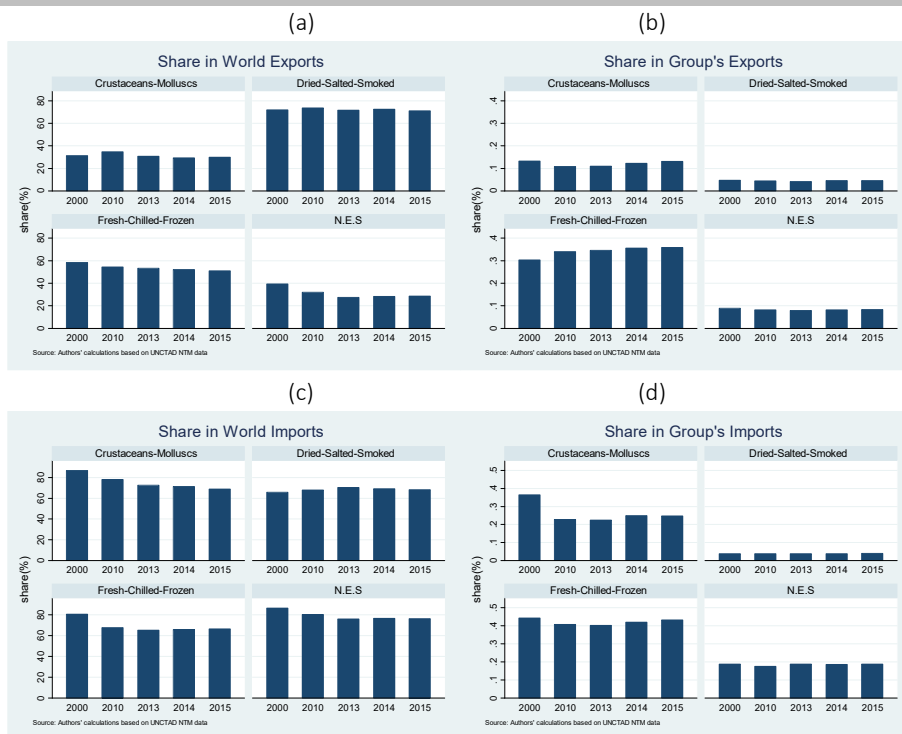 (a)
Share in World Exports
Crustaceans-Molluscs Dried-Salted-Smoked
share(%)
0 20 40 60 80
2000 2010 2013 2014 2015 2000 2010 2013 2014 2015
Fresh-Chilled-Frozen N.E.S
0 20 40 60 80
2000 2010 2013 2014 2015 2000 2010 2013 2014 2015
Source: Authors' calculations based on UNCTAD NTM data
(b)
Share in Group's Exports
Crustaceans-Molluscs Dried-Salted-Smoked
share(%)
0 .1 .2 .3 .4
2000 2010 2013 2014 2015 2000 2010 2013 2014 2015
Fresh-Chilled-Frozen N.E.S
0 .1 .2 .3 .4
2000 2010 2013 2014 2015 2000 2010 2013 2014 2015
Source: Authors' calculations based on UNCTAD NTM data
(c)
Share in World Imports
Crustaceans-Molluscs Dried-Salted-Smoked
share(%)
0 20 40 60 80
2000 2010 2013 2014 2015 2000 2010 2013 2014 2015
Fresh-Chilled-Frozen N.E.S
0 20 40 60 80
2000 2010 2013 2014 2015 2000 2010 2013 2014 2015
Source: Authors' calculations based on UNCTAD NTM data
(d)
Share in Group's Imports
Crustaceans-Molluscs Dried-Salted-Smoked
share(%)
0 .1 .2 .3 .4 .5
2000 2010 2013 2014 2015 2000 2010 2013 2014 2015
Fresh-Chilled-Frozen N.E.S
0 .1 .2 .3 .4 .5
2000 2010 2013 2014 2015 2000 2010 2013 2014 2015
Source: Authors' calculations based on UNCTAD NTM data